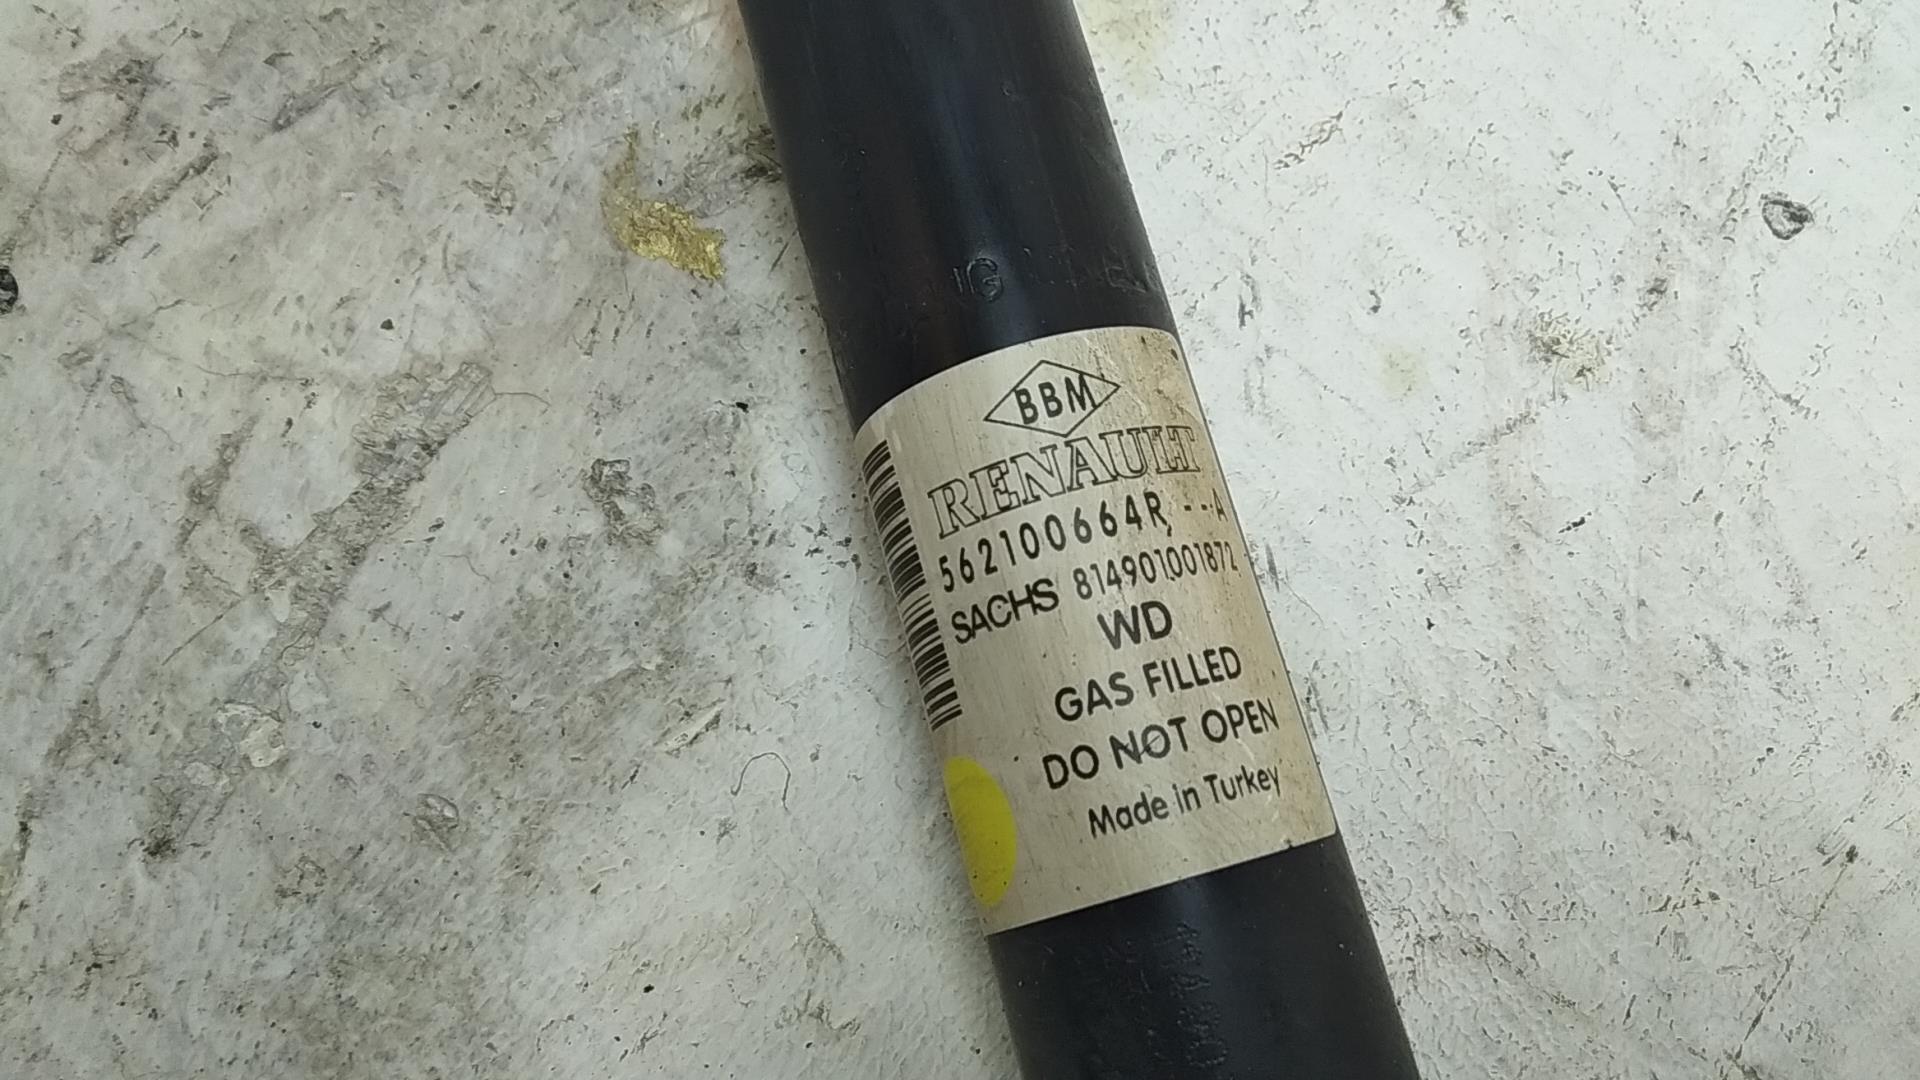 BBM
RENAULT
562100664R, --A
SACHS 814901001872
WD
GAS FILLED
DO NOT OPEN
Made in Turkey